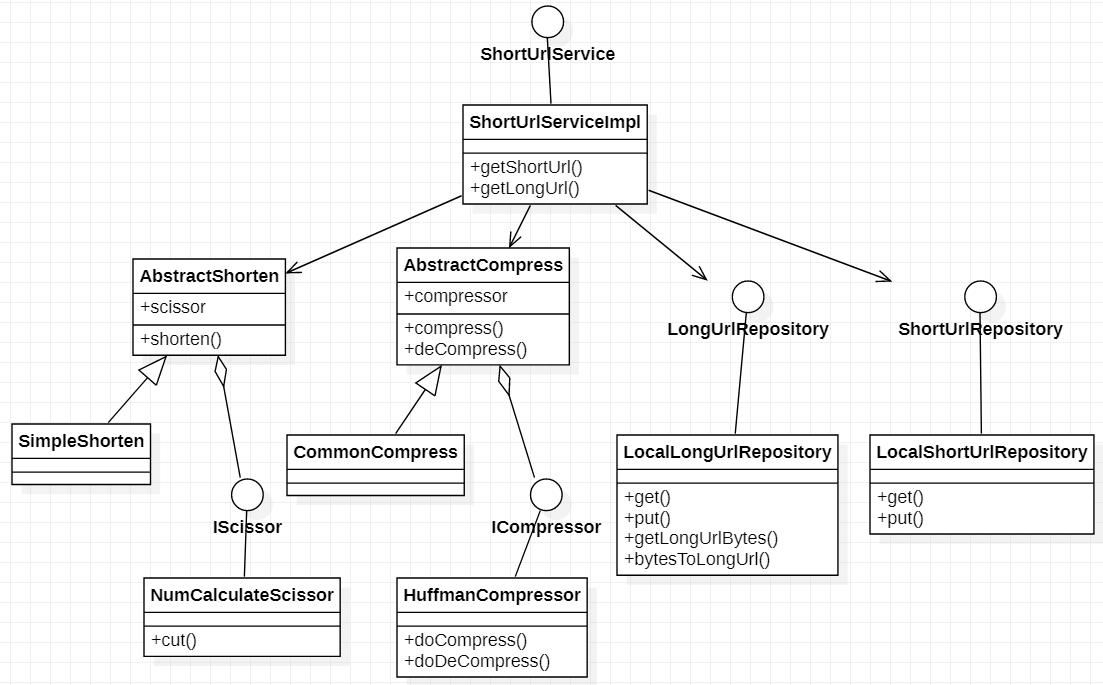 ShortUrlService
ShortUrlServiceImpl
+getShortUrl()
+getLongUrl()
AbstractShorten
+scissor
+shorten()
AbstractCompress
+compressor
+compress()
+deCompress()
LongUrlRepository
ShortUrlRepository
SimpleShorten
CommonCompress
LocalLongUrlRepository
+get()
+put()
+getLongUrlBytes()
+bytesToLongUrl()
LocalShortUrlRepository
+get()
+put()
IScissor
ICompressor
NumCalculateScissor
+cut()
HuffmanCompressor
+doCompress()
+doDeCompress()